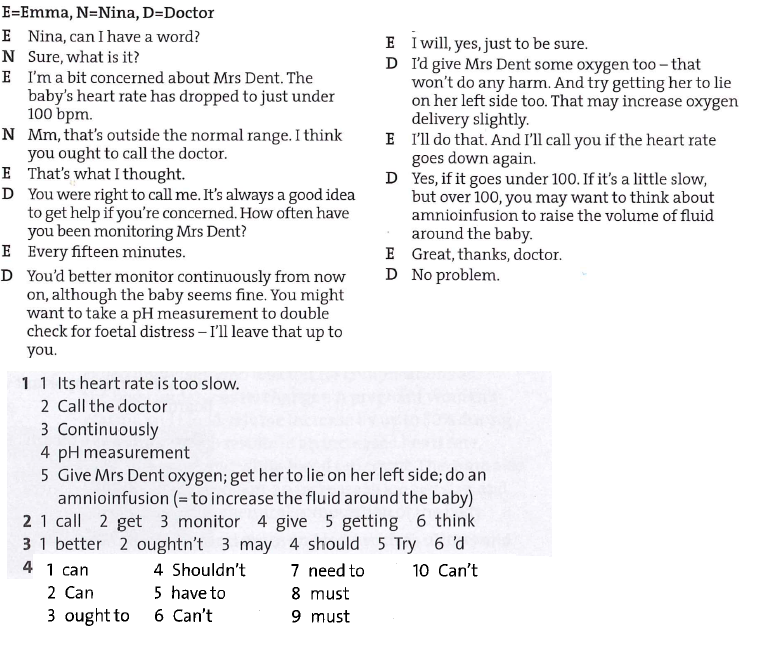 E=Emma, N=Nina, D=Doctor
E Nina, can I have a word?
N Sure, what is it?
E I'm a bit concerned about Mrs Dent. The
baby's heart rate has dropped to just under
100 bpm.
N Mm, that's outside the normal range. I think
you ought to call the doctor.
E That's what I thought.
D You were right to call me. It's always a good idea
to get help if you're concerned. How often have
you been monitoring Mrs Dent?
E Every fifteen minutes.
D You'd better monitor continuously from now
on, although the baby seems fine. You might
want to take a pH measurement to double
check for foetal distress – I'll leave that up to
you.
E I will, yes, just to be sure.
D I'd give Mrs Dent some oxygen too – that
won't do any harm. And try getting her to lie
on her left side too. That may increase oxygen
delivery slightly.
E I'll do that. And I'll call you if the heart rate
goes down again.
D Yes, if it goes under 100. If it's a little slow,
but over 100, you may want to think about
amnioinfusion to raise the volume of fluid
around the baby.
E Great, thanks, doctor.
D No problem.
1 1 Its heart rate is too slow.
2 Call the doctor
3 Continuously
4 pH measurement
5 Give Mrs Dent oxygen; get her to lie on her left side; do an
amnioinfusion (= to increase the fluid around the baby)
2 1 call 2 get 3 monitor 4 give 5 getting 6 think
3 1 better 2 oughtn't 3 may 4 should 5 Try 6 'd
4 1 can 4 Shouldn't 7 need to 10 Can't
2 Can 5 have to 8 must
3 ought to 6 Can't 9 must